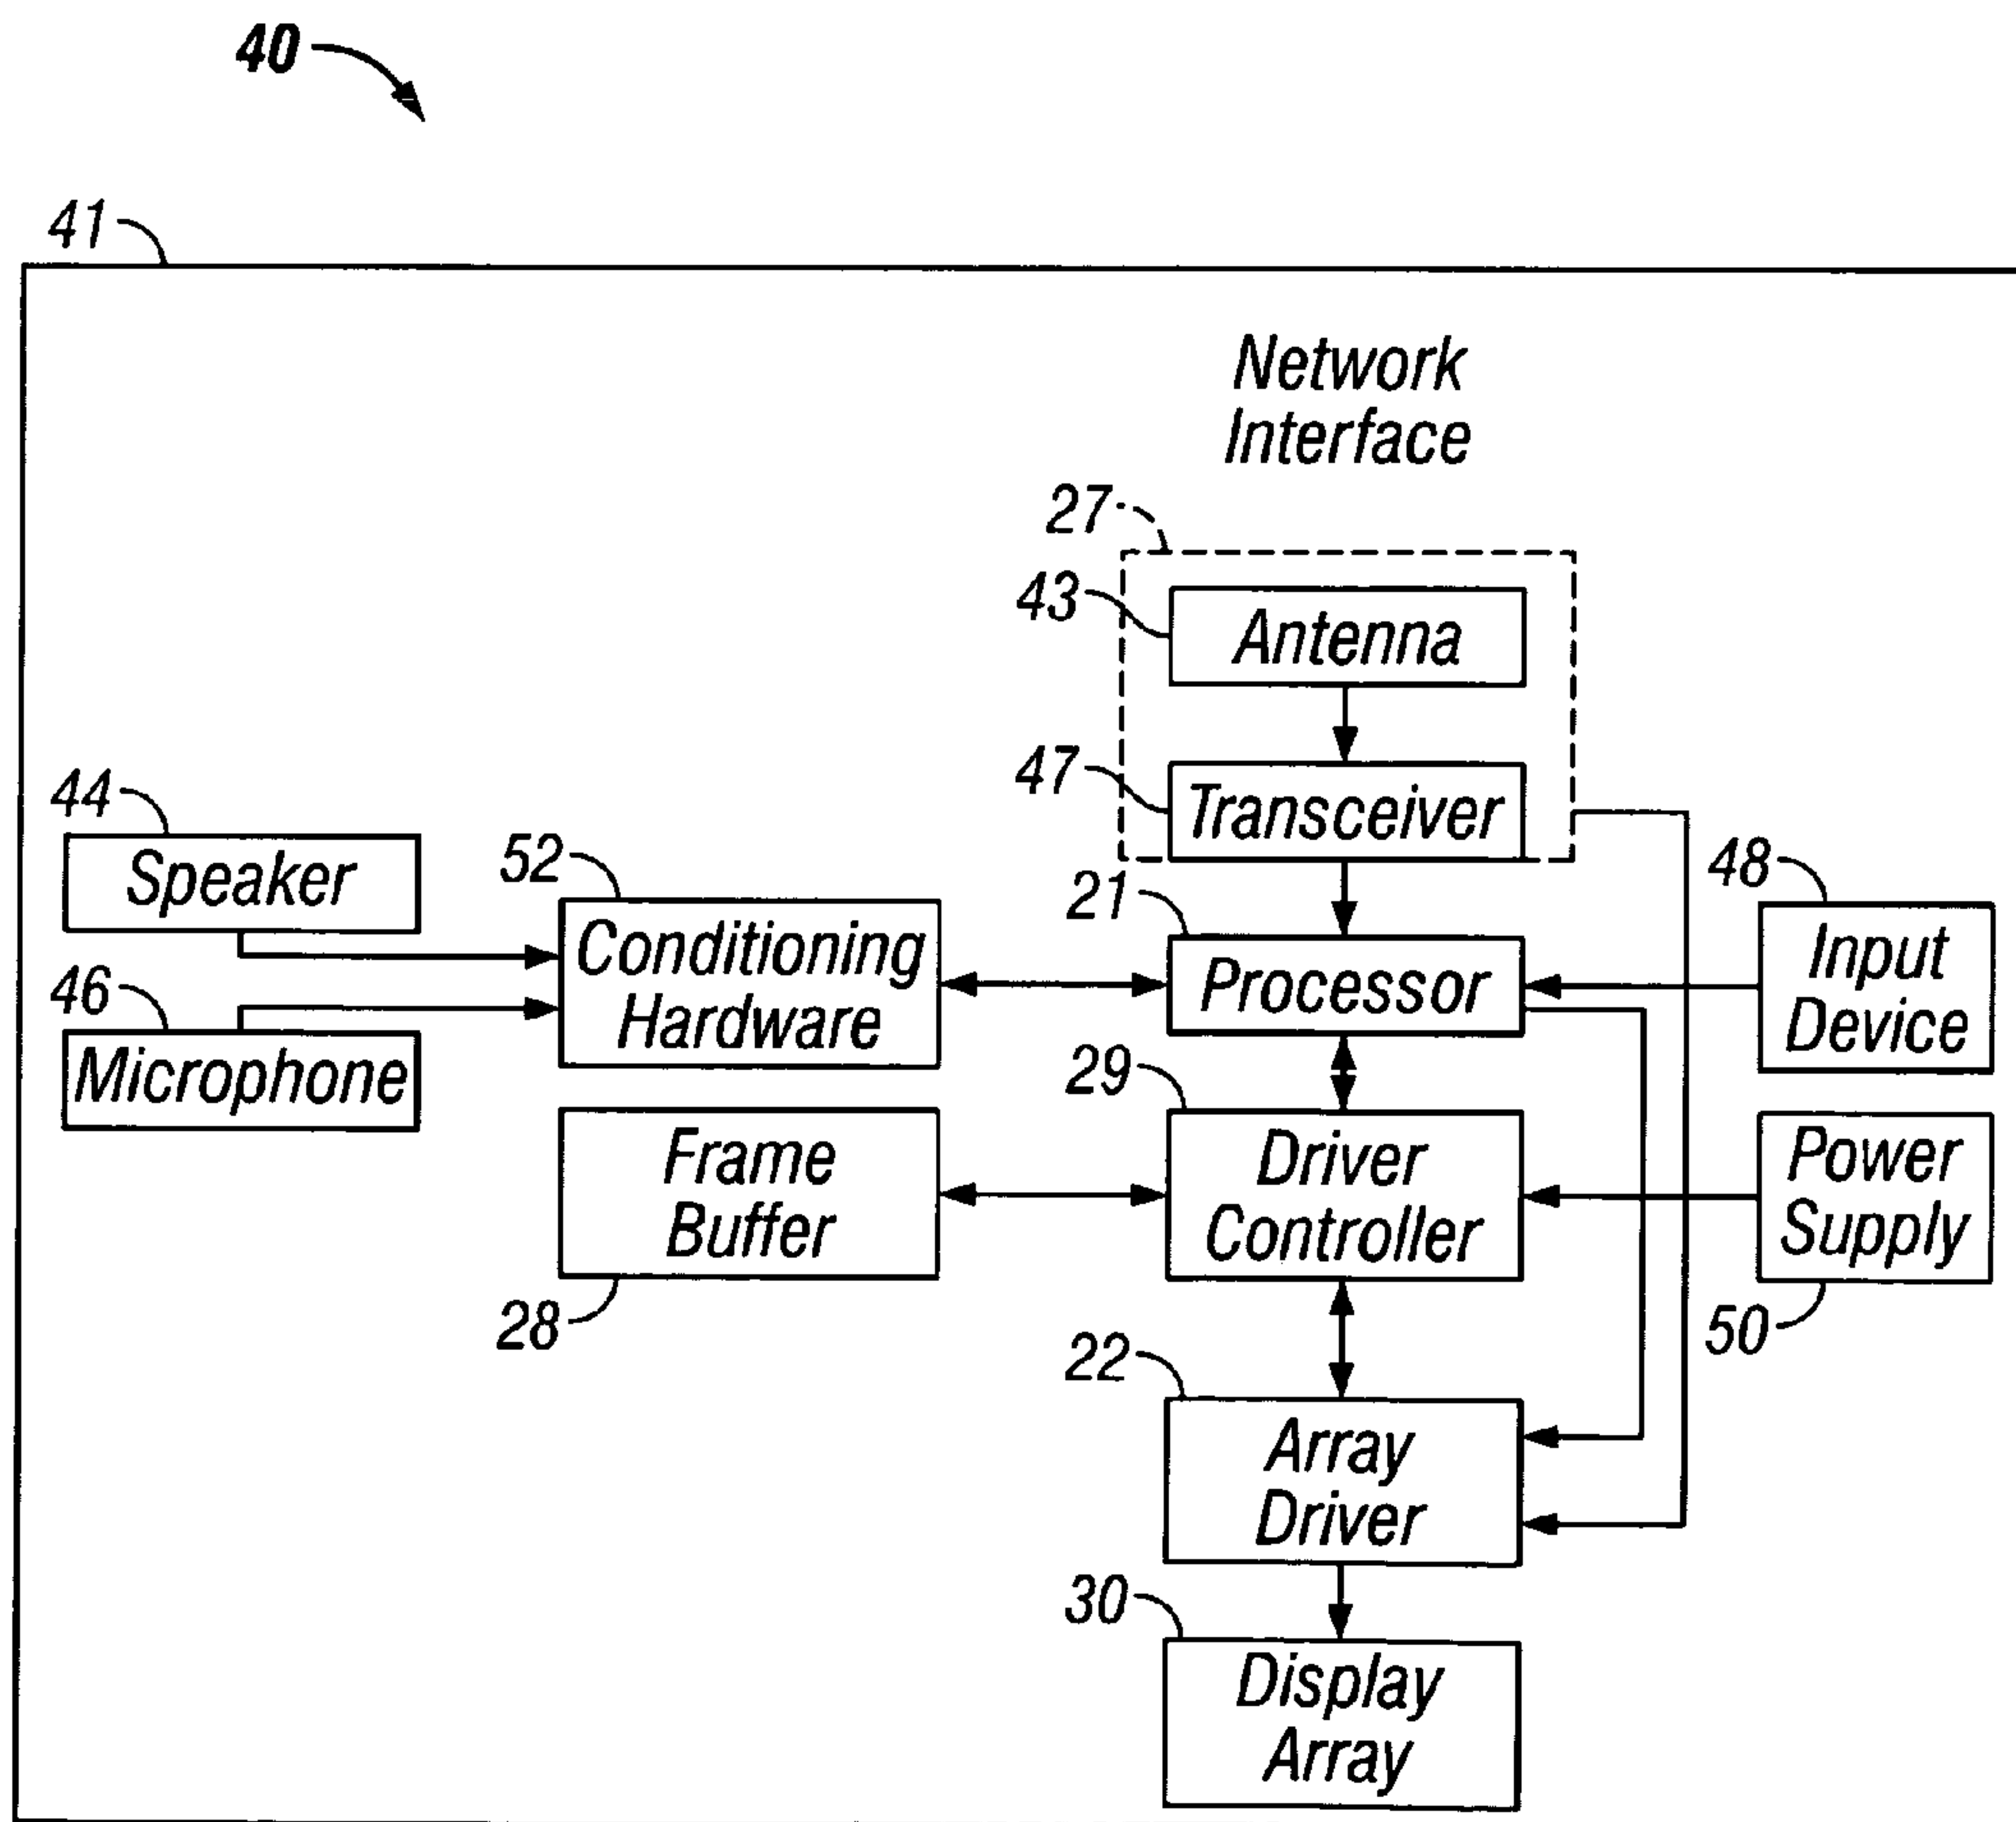 40
41
Network
Interface
27
43
Antenna
47
Transceiver
44
Speaker
52
Conditioning
Hardware
21
Processor
48
Input
Device
46
Microphone
29
Driver
Controller
Frame
Buffer
28
Power
Supply
50
22
Array
Driver
30
Display
Array